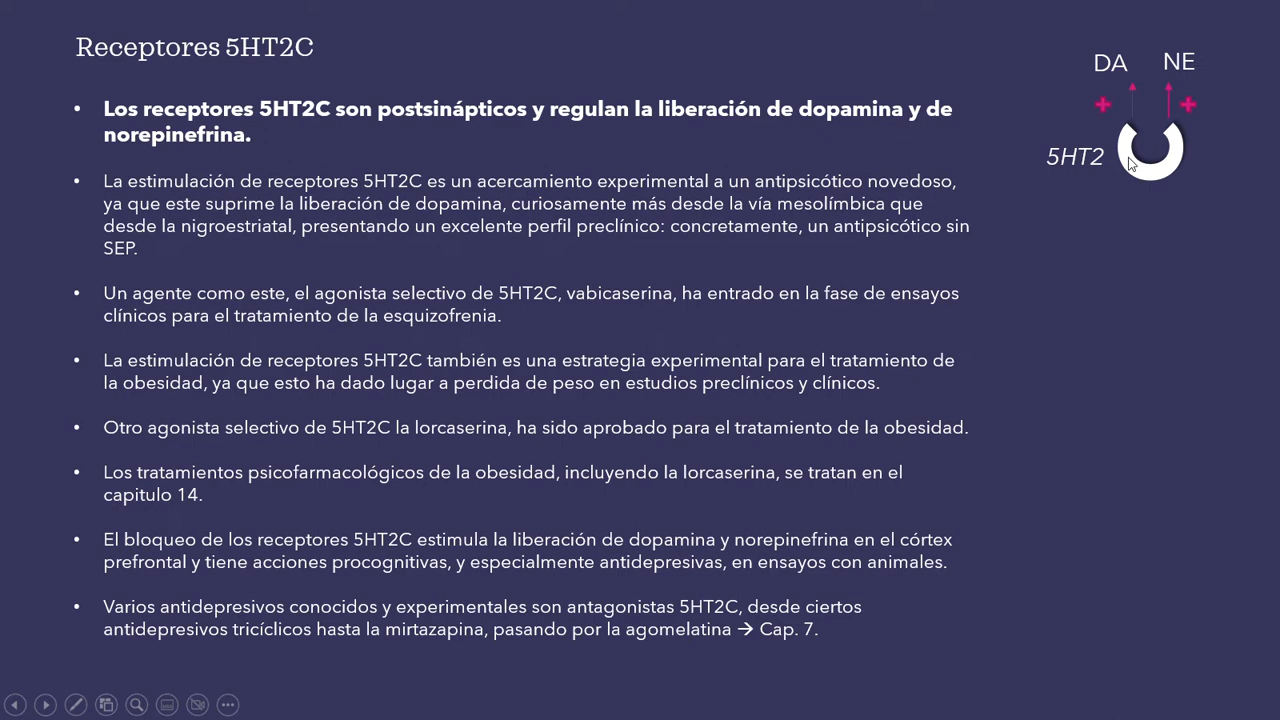 Receptores 5HT2C
DA NE
+ +
5HT2
• Los receptores 5HT2C son postsinápticos y regulan la liberación de dopamina y de
norepinefrina.
• La estimulación de receptores 5HT2C es un acercamiento experimental a un antipsicótico novedoso,
ya que este suprime la liberación de dopamina, curiosamente más desde la vía mesolímbica que
desde la nigroestriatal, presentando un excelente perfil preclínico: concretamente, un antipsicótico sin
SEP.
• Un agente como este, el agonista selectivo de 5HT2C, vabicaserina, ha entrado en la fase de ensayos
clínicos para el tratamiento de la esquizofrenia.
• La estimulación de receptores 5HT2C también es una estrategia experimental para el tratamiento de
la obesidad, ya que esto ha dado lugar a perdida de peso en estudios preclínicos y clínicos.
• Otro agonista selectivo de 5HT2C la lorcaserina, ha sido aprobado para el tratamiento de la obesidad.
• Los tratamientos psicofarmacológicos de la obesidad, incluyendo la lorcaserina, se tratan en el
capitulo 14.
• El bloqueo de los receptores 5HT2C estimula la liberación de dopamina y norepinefrina en el córtex
prefrontal y tiene acciones procognitivas, y especialmente antidepresivas, en ensayos con animales.
• Varios antidepresivos conocidos y experimentales son antagonistas 5HT2C, desde ciertos
antidepresivos tricíclicos hasta la mirtazapina, pasando por la agomelatina → Cap. 7.